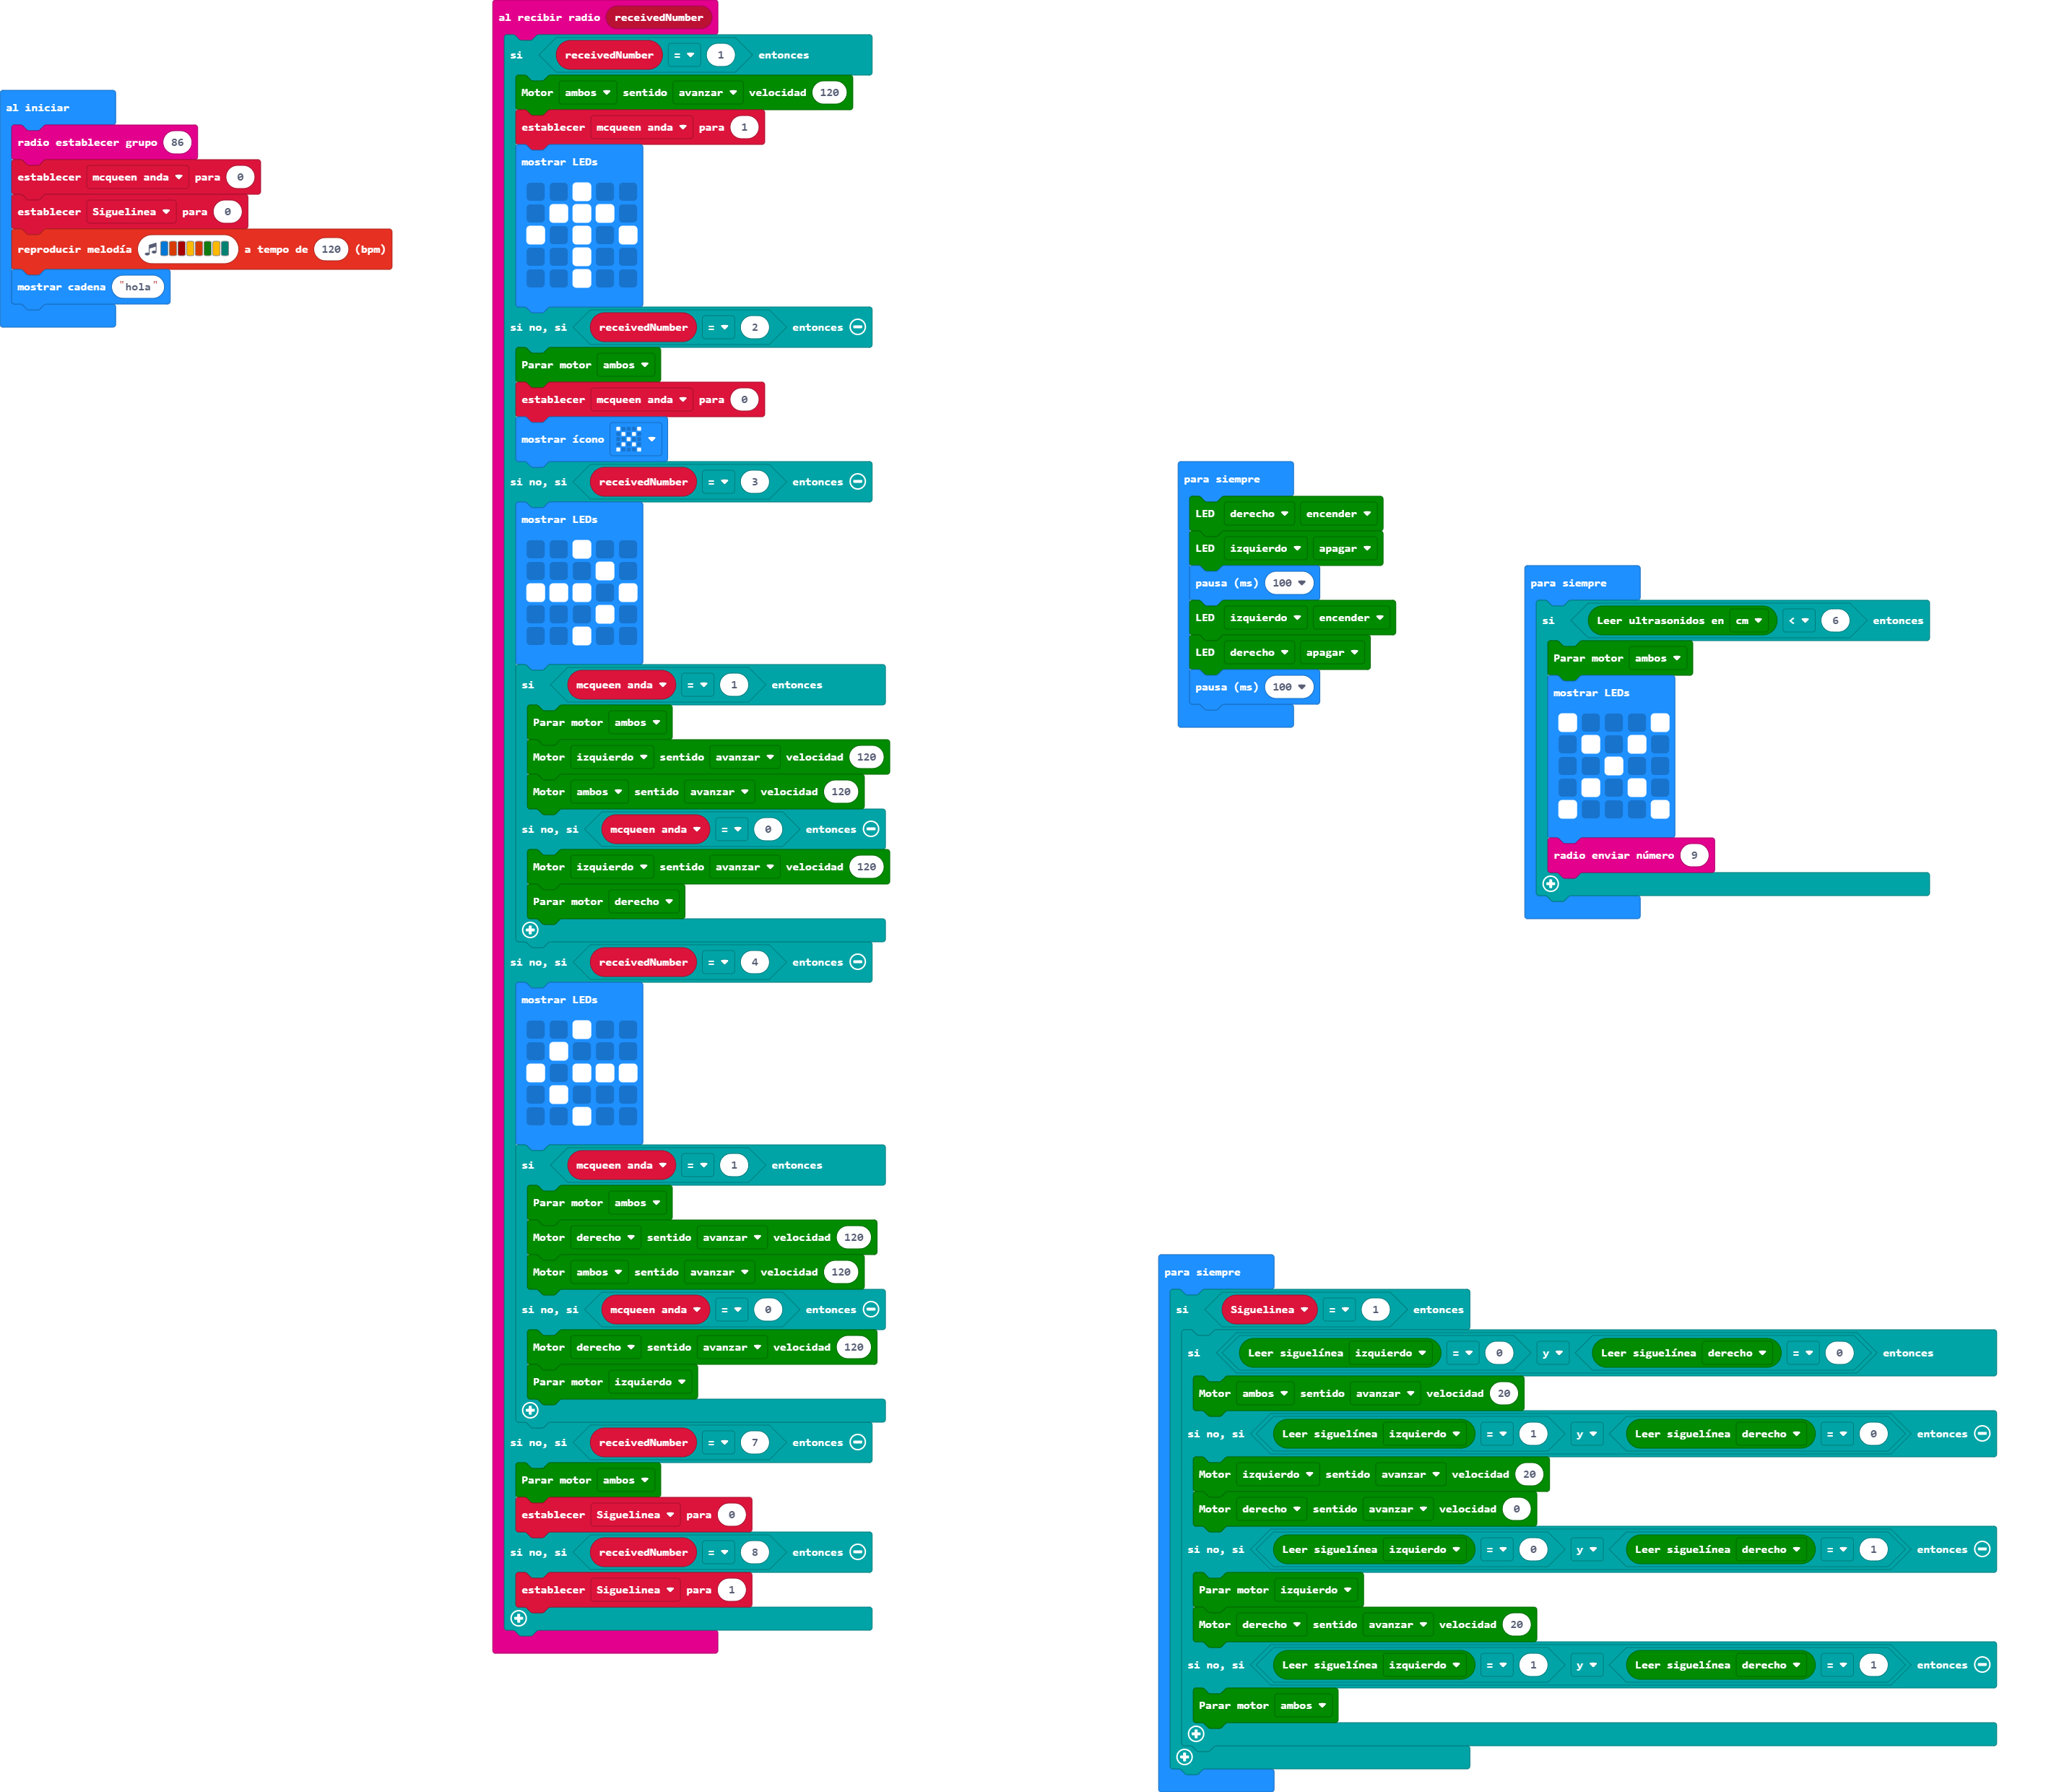 al iniciar
radio establecer grupo 86
establecer mcqueen anda para 0
establecer Siguelinea para 0
reproducir melodía a tempo de 120 (bpm)
mostrar cadena "hola"
al recibir radio receivedNumber
si receivedNumber = 1 entonces
Motor ambos sentido avanzar velocidad 120
establecer mcqueen anda para 1
mostrar LEDs
si no, si receivedNumber = 2 entonces
Parar motor ambos
establecer mcqueen anda para 0
mostrar ícono
si no, si receivedNumber = 3 entonces
mostrar LEDs
si mcqueen anda = 1 entonces
Parar motor ambos
Motor izquierdo sentido avanzar velocidad 120
Motor ambos sentido avanzar velocidad 120
si no, si mcqueen anda = 0 entonces
Motor izquierdo sentido avanzar velocidad 120
Parar motor derecho
si no, si receivedNumber = 4 entonces
mostrar LEDs
si mcqueen anda = 1 entonces
Parar motor ambos
Motor derecho sentido avanzar velocidad 120
Motor ambos sentido avanzar velocidad 120
si no, si mcqueen anda = 0 entonces
Motor derecho sentido avanzar velocidad 120
Parar motor izquierdo
si no, si receivedNumber = 7 entonces
Parar motor ambos
establecer Siguelinea para 0
si no, si receivedNumber = 8 entonces
establecer Siguelinea para 1
para siempre
LED derecho encender
LED izquierdo apagar
pausa (ms) 100
LED izquierdo encender
LED derecho apagar
pausa (ms) 100
para siempre
si Leer ultrasonidos en cm < 6 entonces
Parar motor ambos
mostrar LEDs
radio enviar número 9
para siempre
si Siguelinea = 1 entonces
si Leer siguelínea izquierdo = 0 y Leer siguelínea derecho = 0 entonces
Motor ambos sentido avanzar velocidad 20
si no, si Leer siguelínea izquierdo = 1 y Leer siguelínea derecho = 0 entonces
Motor izquierdo sentido avanzar velocidad 20
Motor derecho sentido avanzar velocidad 0
si no, si Leer siguelínea izquierdo = 0 y Leer siguelínea derecho = 1 entonces
Parar motor izquierdo
Motor derecho sentido avanzar velocidad 20
si no, si Leer siguelínea izquierdo = 1 y Leer siguelínea derecho = 1 entonces
Parar motor ambos